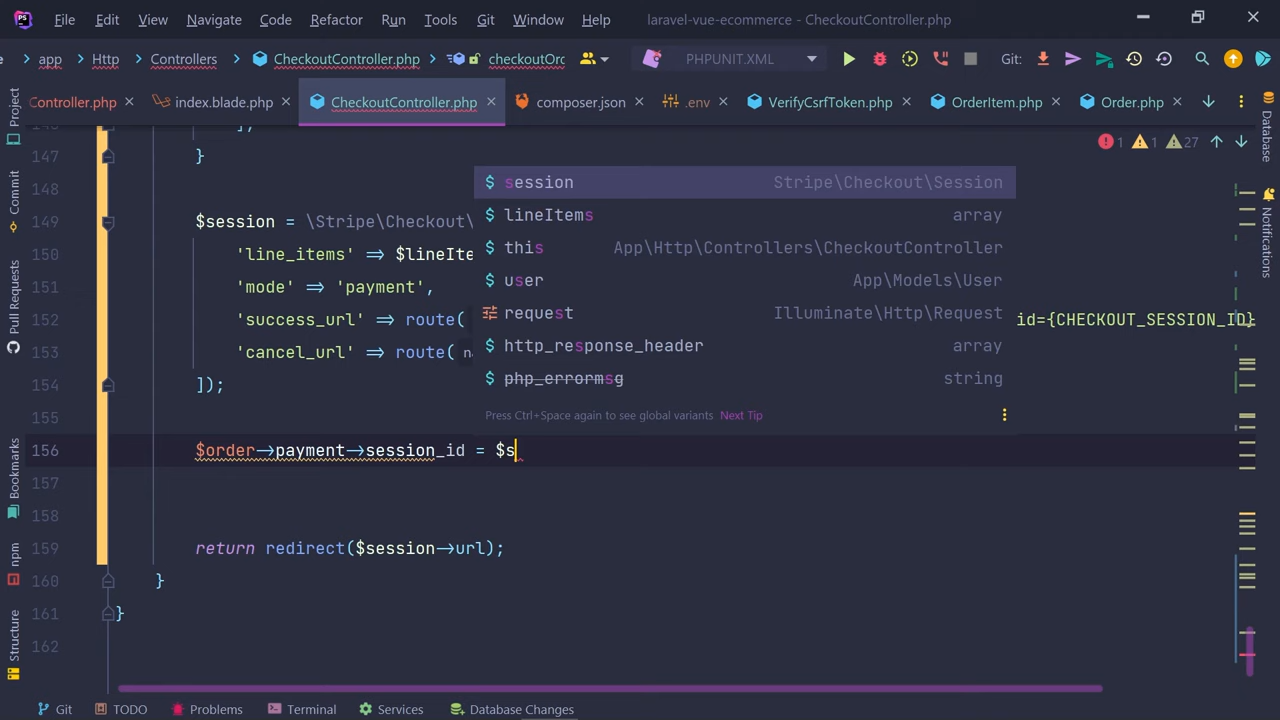 File Edit View Navigate Code Refactor Run Tools Git Window Help laravel-vue-ecommerce - CheckoutController.php
app Http Controllers CheckoutController.php checkoutOrd PHPUNIT.XML Git:
Controller.php index.blade.php CheckoutController.php composer.json .env VerifyCsrfToken.php OrderItem.php Order.php
1 1 27
Project
Commit
Pull Requests
Bookmarks
npm
Structure
Database
Notifications
147 }
148
149 $session = \Stripe\Checkout\
150 'line_items' => $lineIte
151 'mode' => 'payment',
152 'success_url' => route( id={CHECKOUT_SESSION_ID}
153 'cancel_url' => route( na
154 ]);
155
156 $order->payment->session_id = $s
157
158
159 return redirect($session->url);
160 }
161 }
162
$ session Stripe\Checkout\Session
$ lineItems array
$ this App\Http\Controllers\CheckoutController
$ user App\Models\User
request Illuminate\Http\Request
$ http_response_header array
$ php_errormsg string
Press Ctrl+Space again to see global variants Next Tip
Git TODO Problems Terminal Services Database Changes